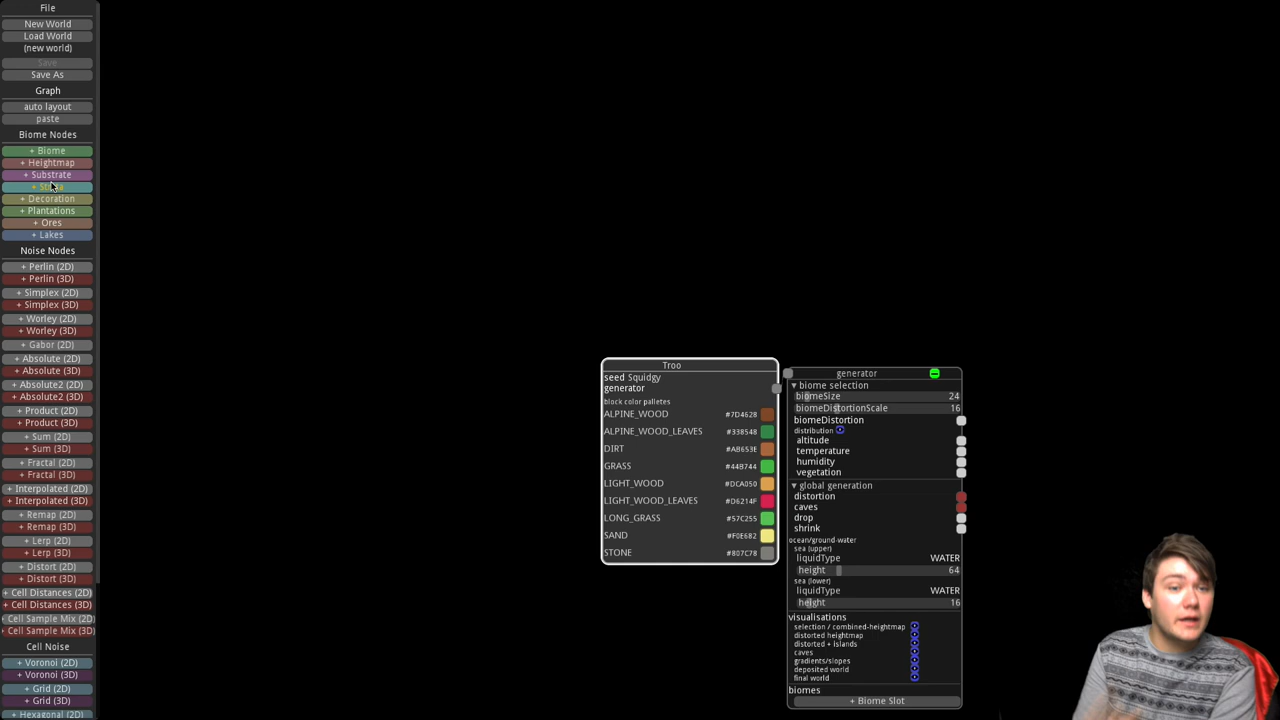 File
New World
Load World
(new world)
Save
Save As
Graph
auto layout
paste
Biome Nodes
+ Biome
+ Heightmap
+ Substrate
+ Decoration
+ Plantations
+ Ores
+ Lakes
Noise Nodes
+ Perlin (2D)
+ Perlin (3D)
+ Simplex (2D)
+ Simplex (3D)
+ Worley (2D)
+ Worley (3D)
+ Gabor (2D)
+ Absolute (2D)
+ Absolute (3D)
+ Absolute2 (2D)
+ Absolute2 (3D)
+ Product (2D)
+ Product (3D)
+ Sum (2D)
+ Sum (3D)
+ Fractal (2D)
+ Fractal (3D)
+ Interpolated (2D)
+ Interpolated (3D)
+ Remap (2D)
+ Remap (3D)
+ Lerp (2D)
+ Lerp (3D)
+ Distort (2D)
+ Distort (3D)
+ Cell Distances (2D)
+ Cell Distances (3D)
+ Cell Sample Mix (2D)
+ Cell Sample Mix (3D)
Cell Noise
+ Voronoi (2D)
+ Voronoi (3D)
+ Grid (2D)
+ Grid (3D)
+ Hexagonal (2D)
Troo
seed Squidgy
generator
block color palletes
ALPINE_WOOD #7D4628
ALPINE_WOOD_LEAVES #338548
DIRT #AB653E
GRASS #44B744
LIGHT_WOOD #DCA050
LIGHT_WOOD_LEAVES #D6214F
LONG_GRASS #57C255
SAND #F0E682
STONE #807C78
generator
biome selection
biomeSize 24
biomeDistortionScale 16
biomeDistortion
distribution
altitude
temperature
humidity
vegetation
global generation
distortion
caves
drop
shrink
ocean/ground-water
sea (upper)
liquidType WATER
height 64
sea (lower)
liquidType WATER
height 16
visualisations
selection / combined-heightmap
distorted heightmap
distorted + islands
caves
gradients/slopes
deposited world
final world
biomes
+ Biome Slot